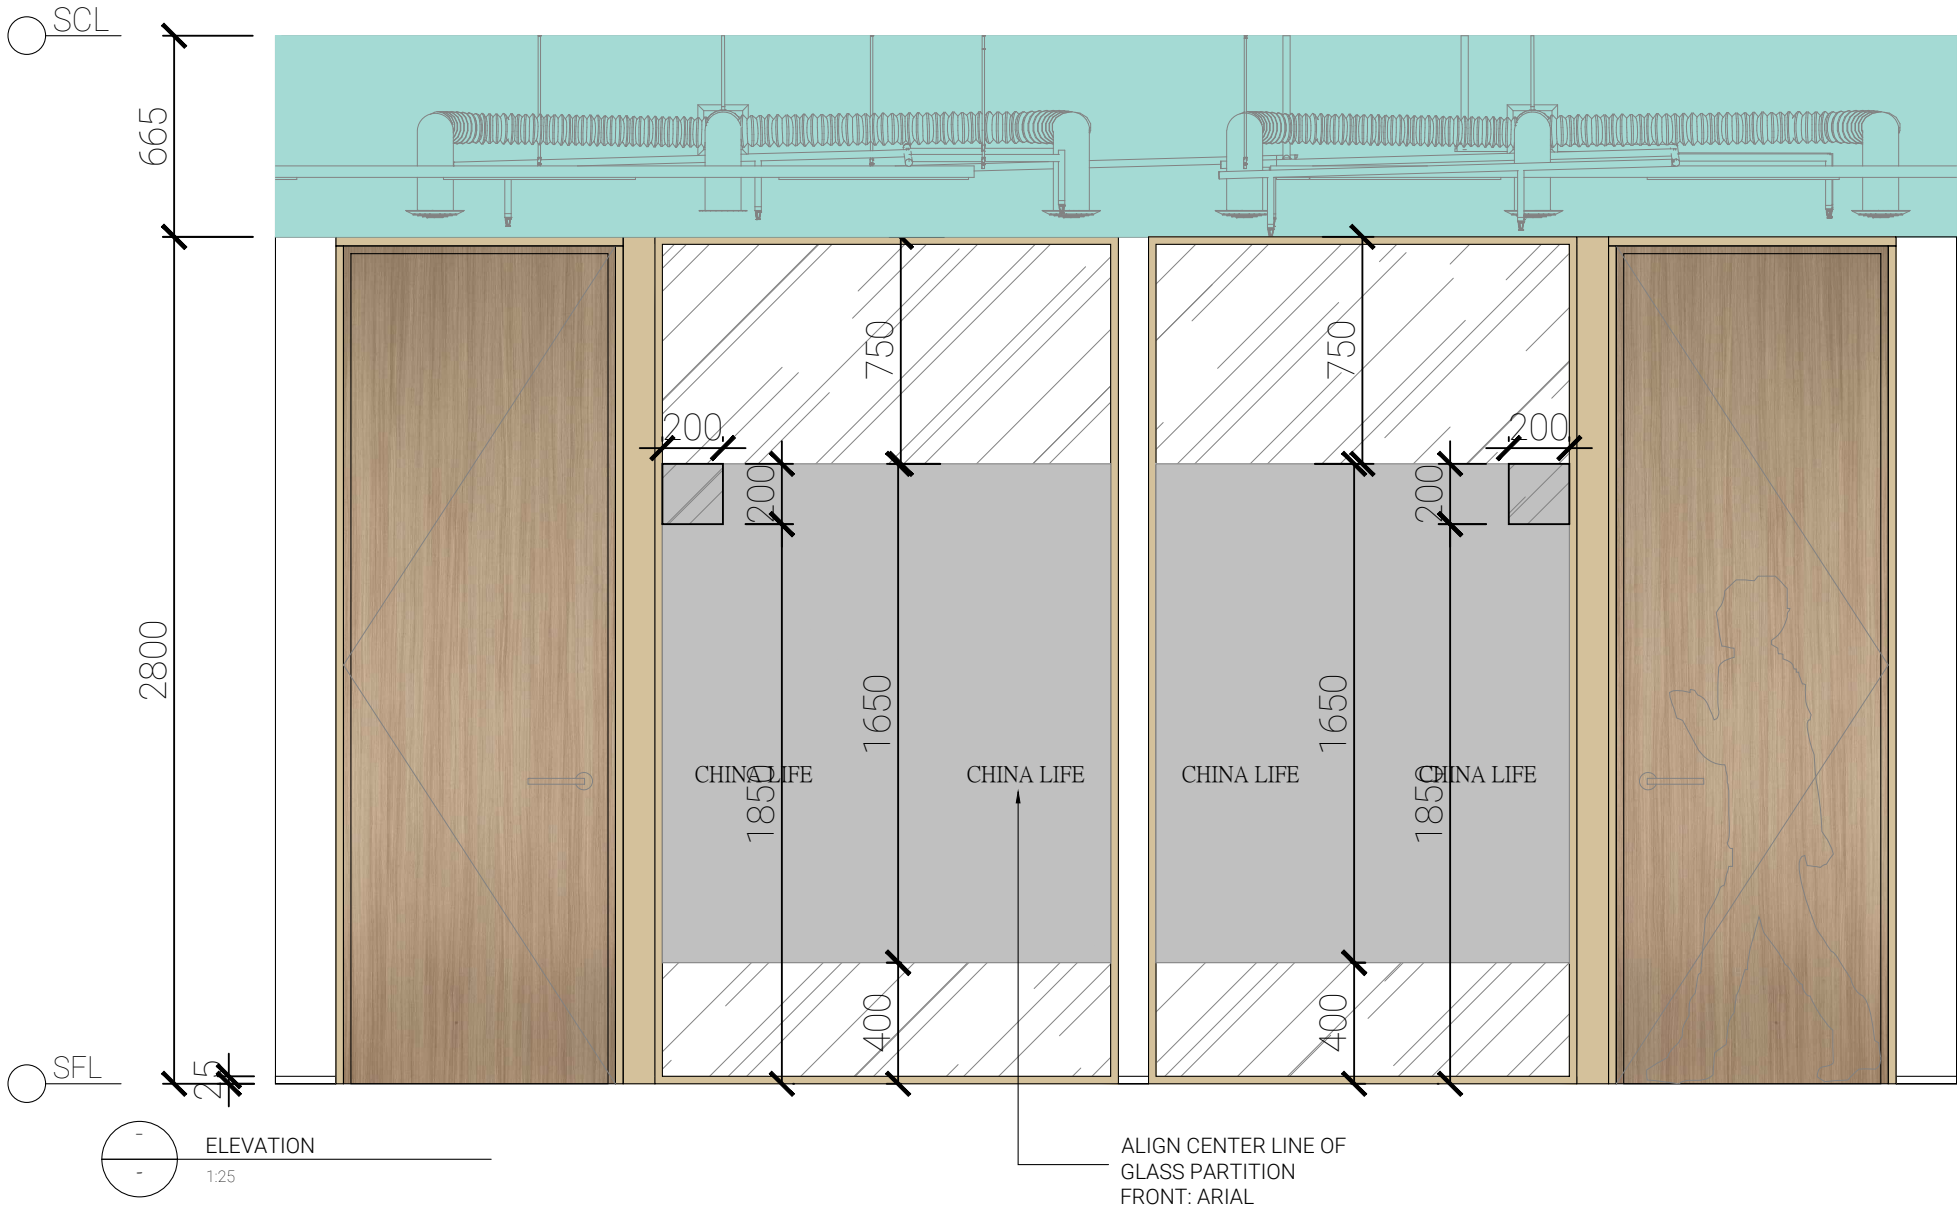 SCL
665
750
750
200
200
200
200
2800
1650
1650
CHINA LIFE
CHINA LIFE
CHINA LIFE
CHINA LIFE
1850
1850
400
400
SFL
25
ELEVATION
1:25
ALIGN CENTER LINE OF
GLASS PARTITION
FRONT: ARIAL